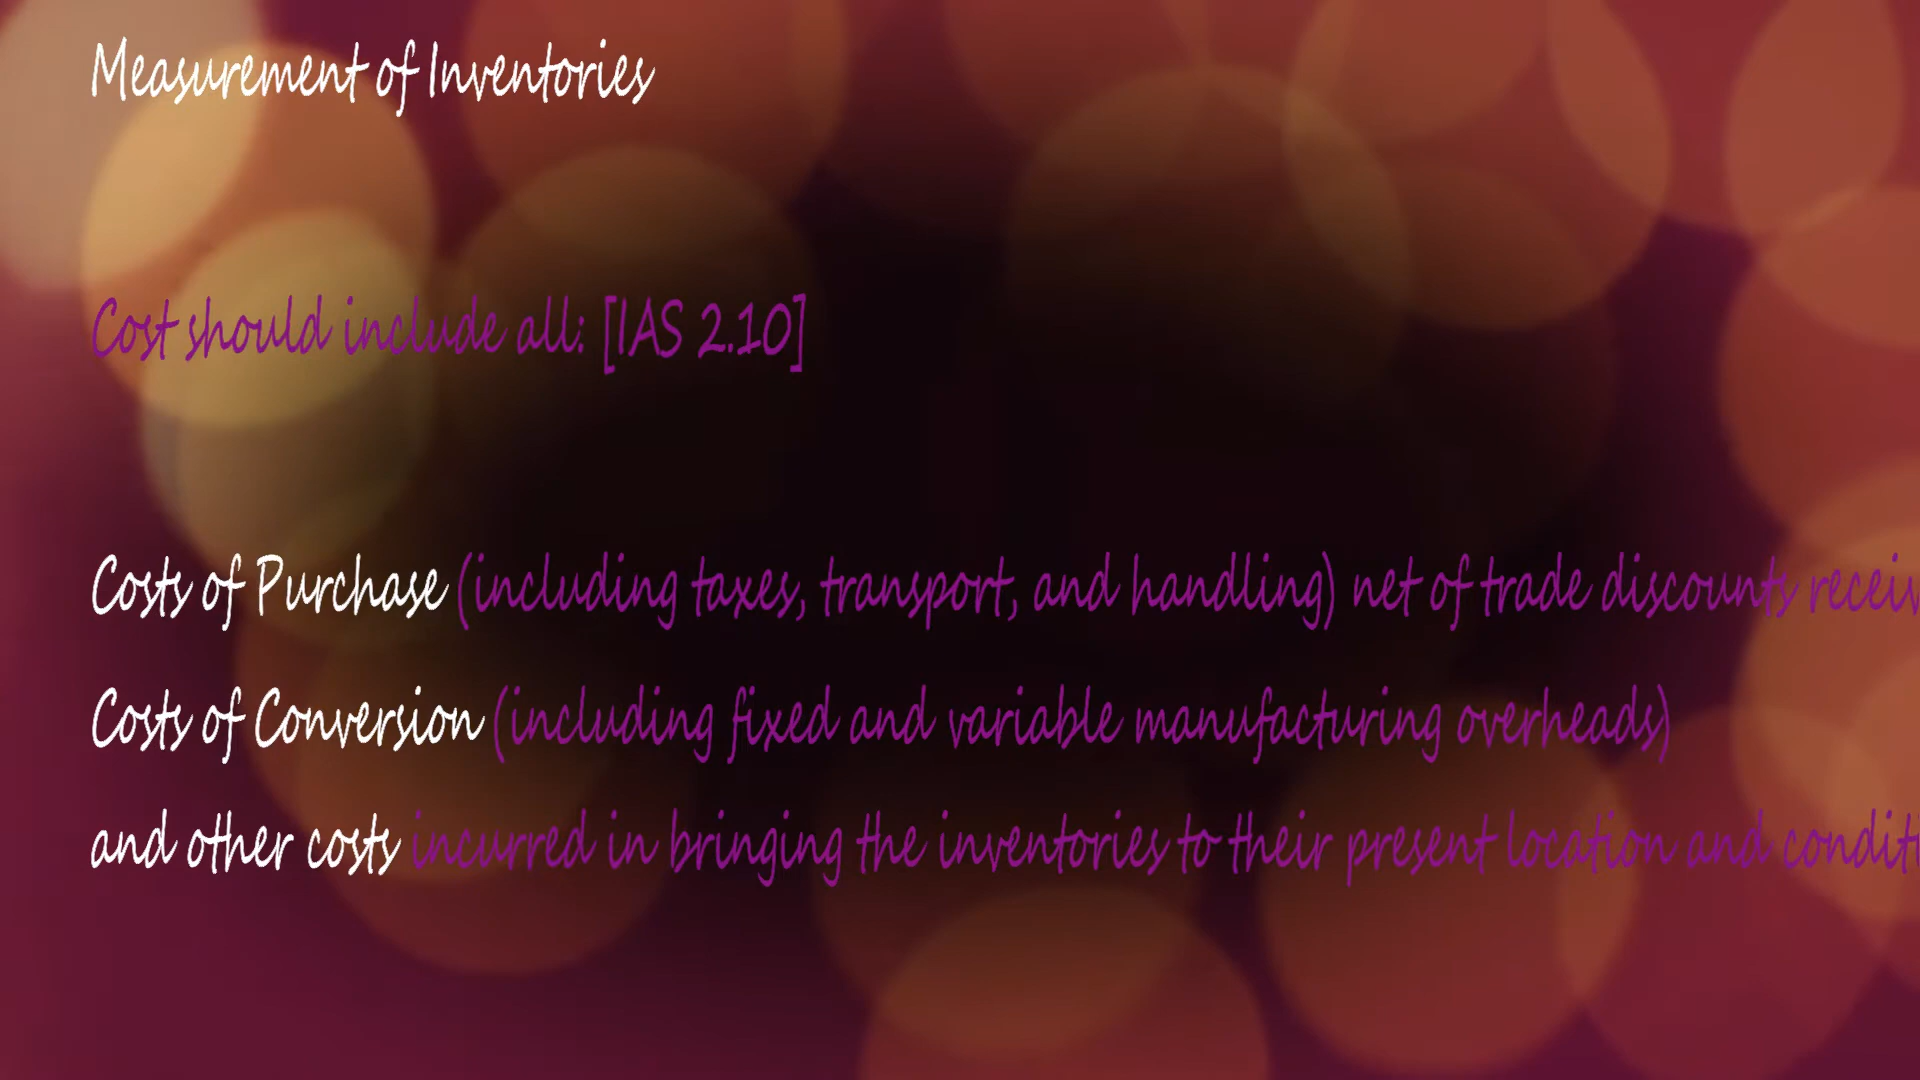 Measurement of Inventories
Cost should include all: [IAS 2.10]
Costs of Purchase (including taxes, transport, and handling) net of trade discounts
Costs of Conversion (including fixed and variable manufacturing overheads)
and other costs incurred in bringing the inventories to their present location and